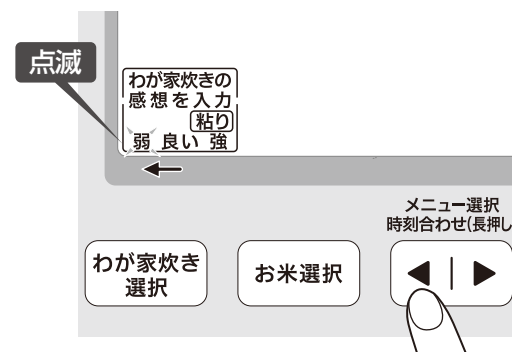 点滅
わが家炊きの
感想を入力
粘り
弱 良い 強
メニュー選択
時刻合わせ(長押し
わが家炊き
選択
お米選択